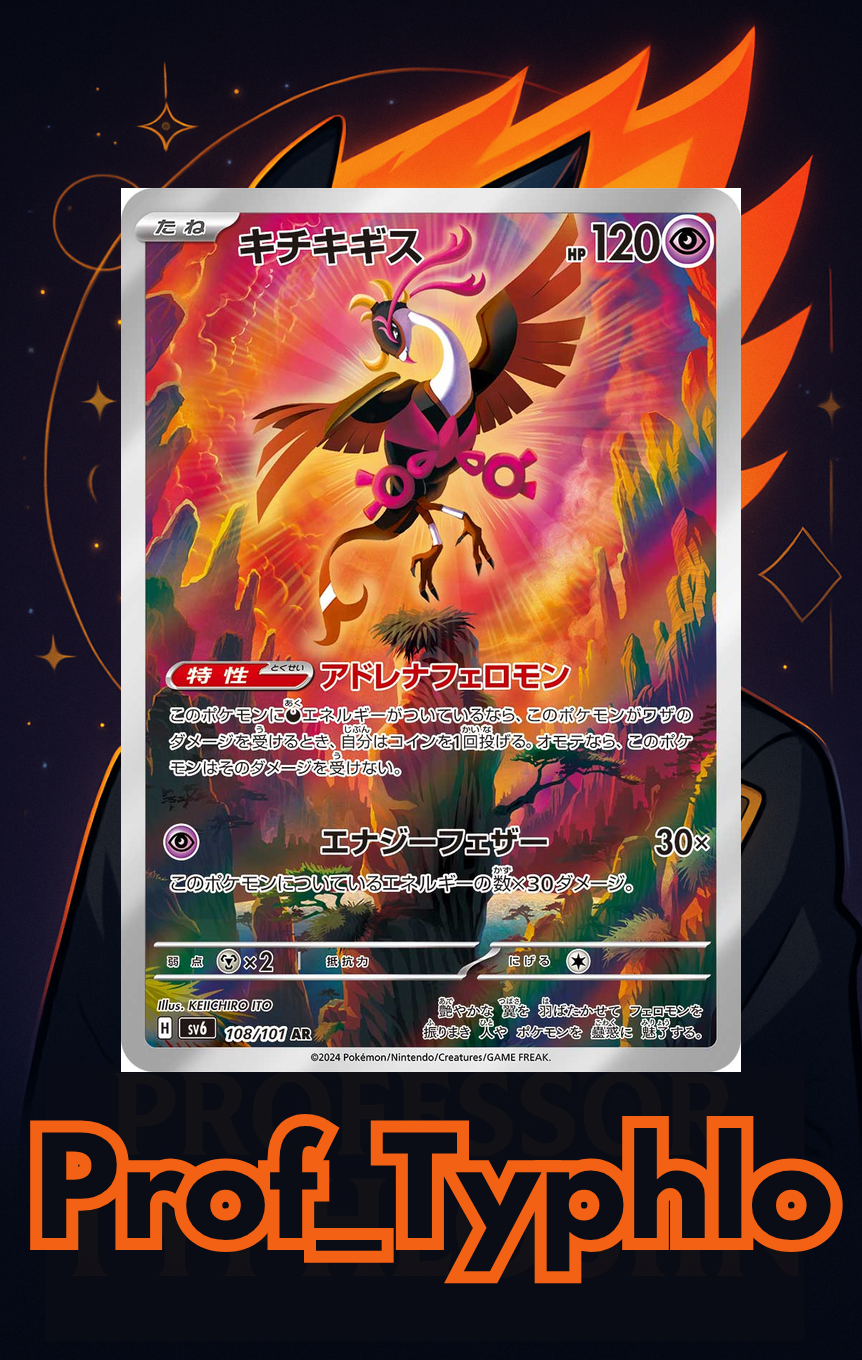 たね
キチキギス
HP 120
特性 とくせい アドレナフェロモン
このポケモンに悪エネルギーがついているなら、このポケモンがワザの
ダメージを受けるとき、自分はコインを1回投げる。オモテなら、このポケ
モンはそのダメージを受けない。
エナジーフェザー 30×
このポケモンについているエネルギーの数×30ダメージ。
弱点 ×2 抵抗力 にげる
Illus. KEIICHIRO ITO
艶やかな 翼を 羽ばたかせて フェロモンを
振りまき 人や ポケモンを 蠱惑に 魅了する。
H sv6 108/101 AR
©2024 Pokémon/Nintendo/Creatures/GAME FREAK.
PROFESSOR
Prof_Typhlo